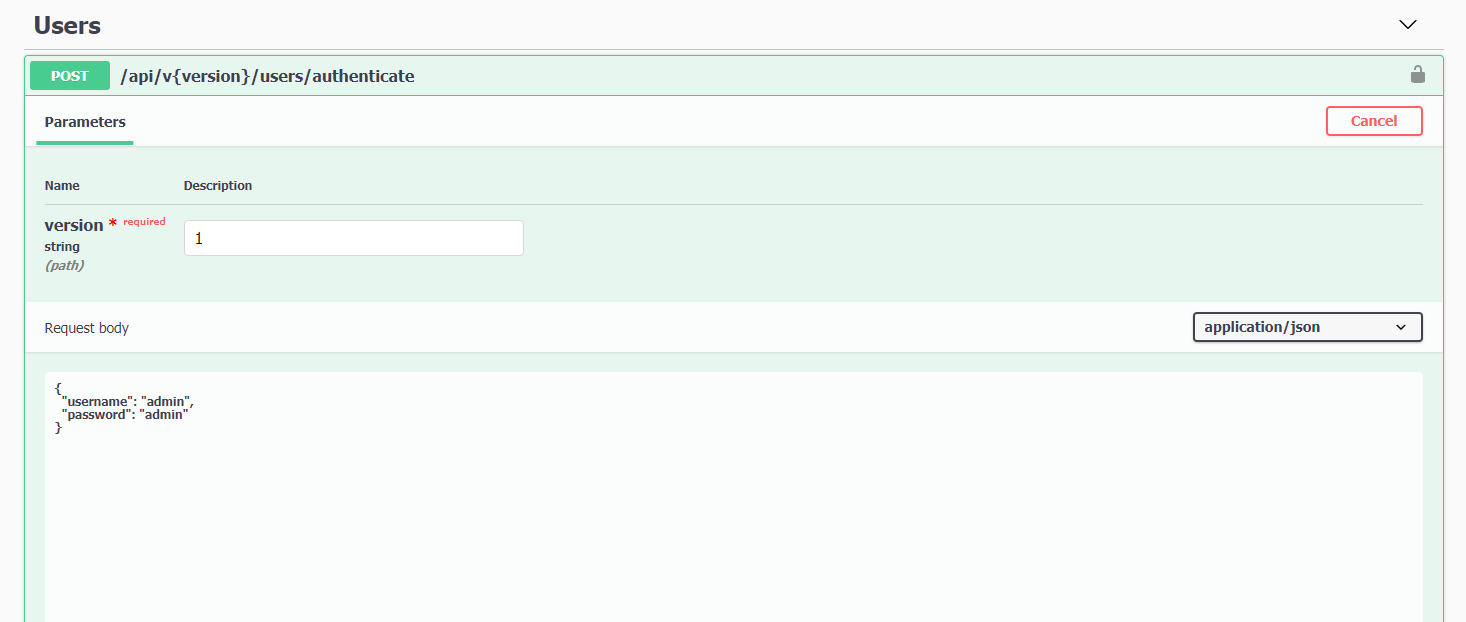 Users
POST /api/v{version}/users/authenticate
Parameters
Cancel
Name Description
version * required
1
string
(path)
Request body
application/json
{
"username": "admin",
"password": "admin"
}